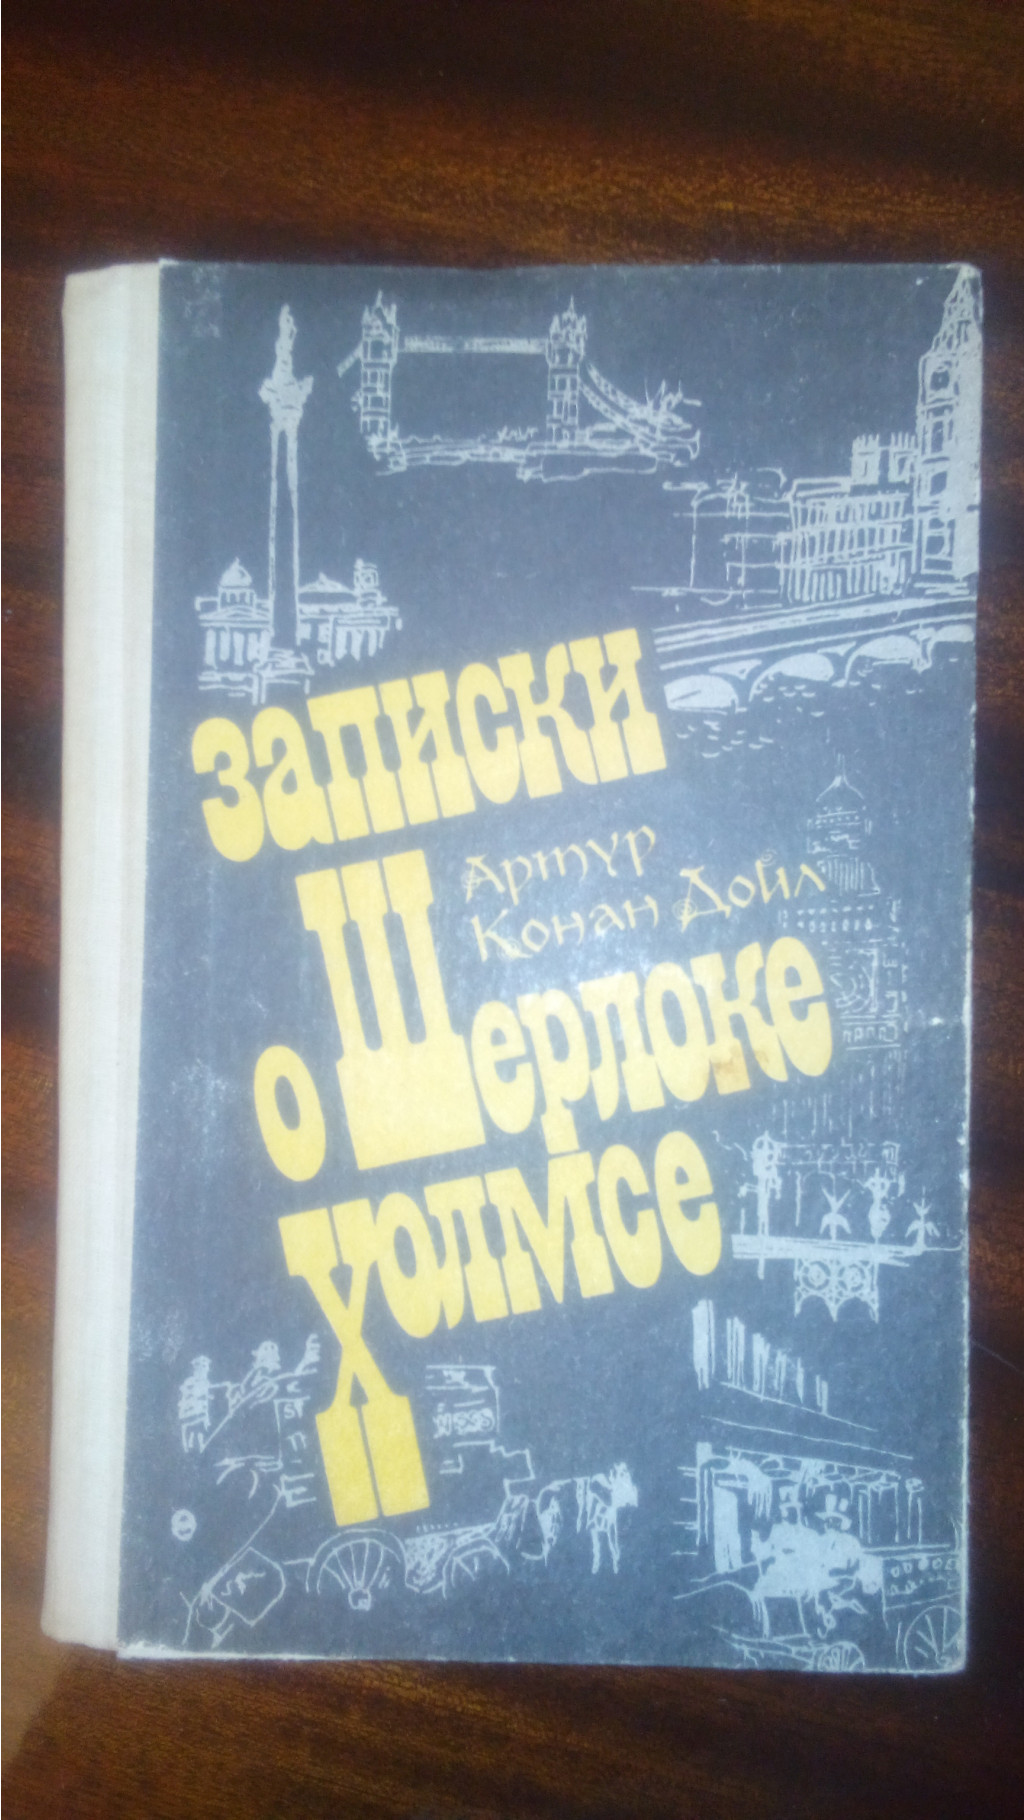 записки
Артур
Конан Дойл
о Шерлоке
Холмсе